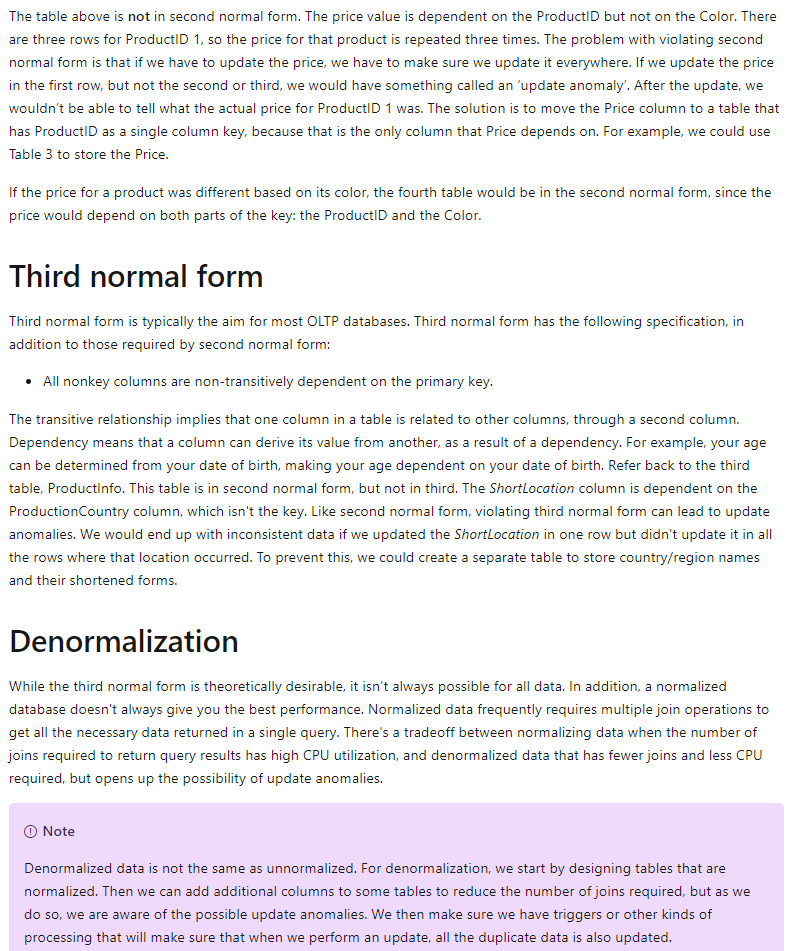 The table above is not in second normal form. The price value is dependent on the ProductID but not on the Color. There
are three rows for ProductID 1, so the price for that product is repeated three times. The problem with violating second
normal form is that if we have to update the price, we have to make sure we update it everywhere. If we update the price
in the first row, but not the second or third, we would have something called an ‘update anomaly’. After the update, we
wouldn’t be able to tell what the actual price for ProductID 1 was. The solution is to move the Price column to a table that
has ProductID as a single column key, because that is the only column that Price depends on. For example, we could use
Table 3 to store the Price.
If the price for a product was different based on its color, the fourth table would be in the second normal form, since the
price would depend on both parts of the key: the ProductID and the Color.
Third normal form
Third normal form is typically the aim for most OLTP databases. Third normal form has the following specification, in
addition to those required by second normal form:
• All nonkey columns are non-transitively dependent on the primary key.
The transitive relationship implies that one column in a table is related to other columns, through a second column.
Dependency means that a column can derive its value from another, as a result of a dependency. For example, your age
can be determined from your date of birth, making your age dependent on your date of birth. Refer back to the third
table, ProductInfo. This table is in second normal form, but not in third. The ShortLocation column is dependent on the
ProductionCountry column, which isn't the key. Like second normal form, violating third normal form can lead to update
anomalies. We would end up with inconsistent data if we updated the ShortLocation in one row but didn't update it in all
the rows where that location occurred. To prevent this, we could create a separate table to store country/region names
and their shortened forms.
Denormalization
While the third normal form is theoretically desirable, it isn't always possible for all data. In addition, a normalized
database doesn't always give you the best performance. Normalized data frequently requires multiple join operations to
get all the necessary data returned in a single query. There's a tradeoff between normalizing data when the number of
joins required to return query results has high CPU utilization, and denormalized data that has fewer joins and less CPU
required, but opens up the possibility of update anomalies.
Note
Denormalized data is not the same as unnormalized. For denormalization, we start by designing tables that are
normalized. Then we can add additional columns to some tables to reduce the number of joins required, but as we
do so, we are aware of the possible update anomalies. We then make sure we have triggers or other kinds of
processing that will make sure that when we perform an update, all the duplicate data is also updated.